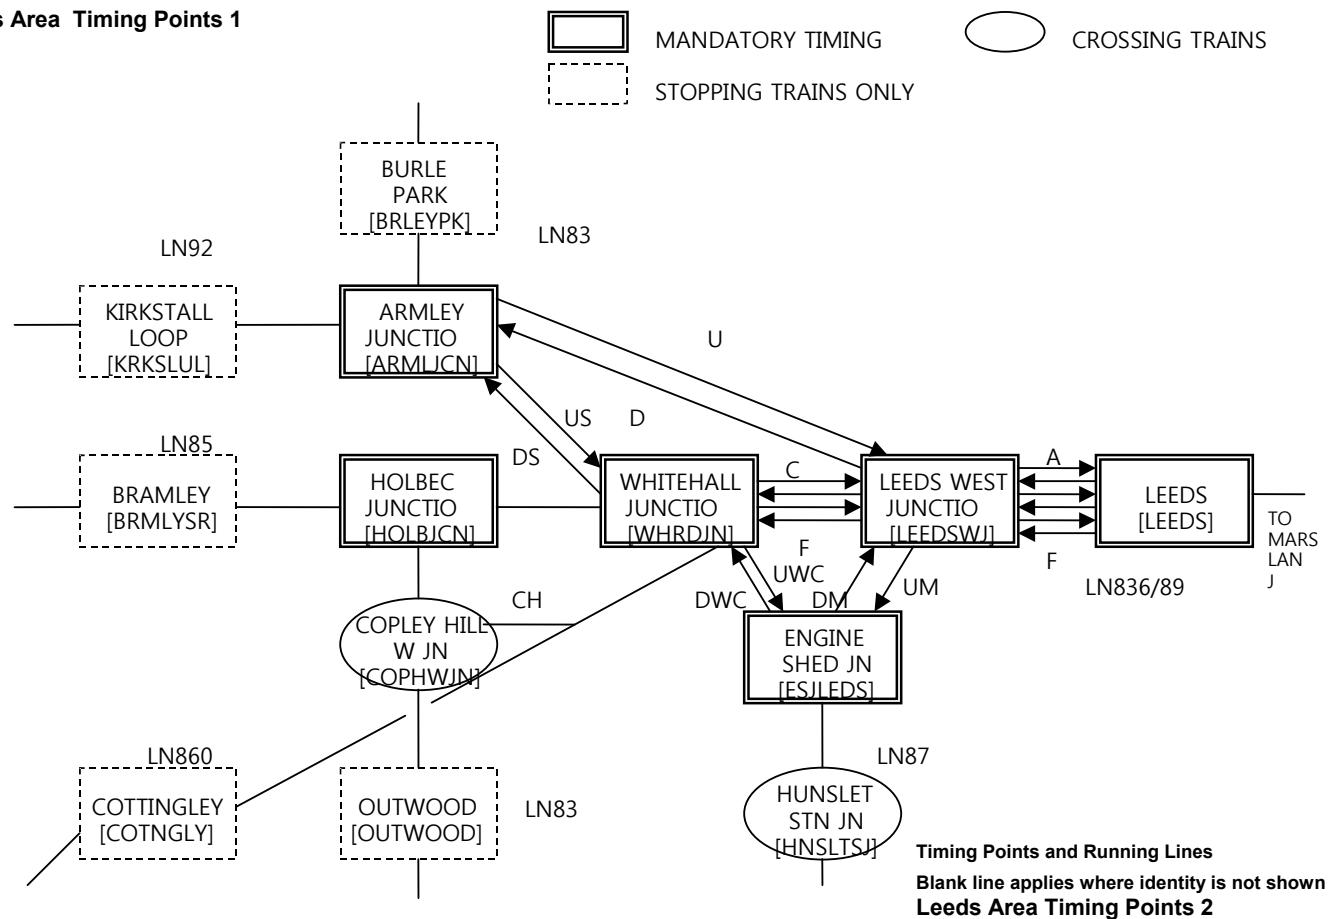 s Area Timing Points 1
MANDATORY TIMING
CROSSING TRAINS
STOPPING TRAINS ONLY
BURLE
PARK
[BRLEYPK]
LN83
LN92
KIRKSTALL
LOOP
[KRKSLUL]
ARMLEY
JUNCTIO
[ARMLJCN]
U
US
D
DS
LN85
BRAMLEY
[BRMLYSR]
HOLBEC
JUNCTIO
[HOLBJCN]
WHITEHALL
JUNCTIO
[WHRDJN]
C
F
LEEDS WEST
JUNCTIO
[LEEDSWJ]
A
F
LEEDS
[LEEDS]
TO
MARS
LAN
J
LN836/89
UWC
DWC
DM
UM
CH
COPLEY HILL
W JN
[COPHWJN]
ENGINE
SHED JN
[ESJLEDS]
LN860
COTTINGLEY
[COTNGLY]
OUTWOOD
[OUTWOOD]
LN83
LN87
HUNSLET
STN JN
[HNSLTSJ]
Timing Points and Running Lines
Blank line applies where identity is not shown
Leeds Area Timing Points 2